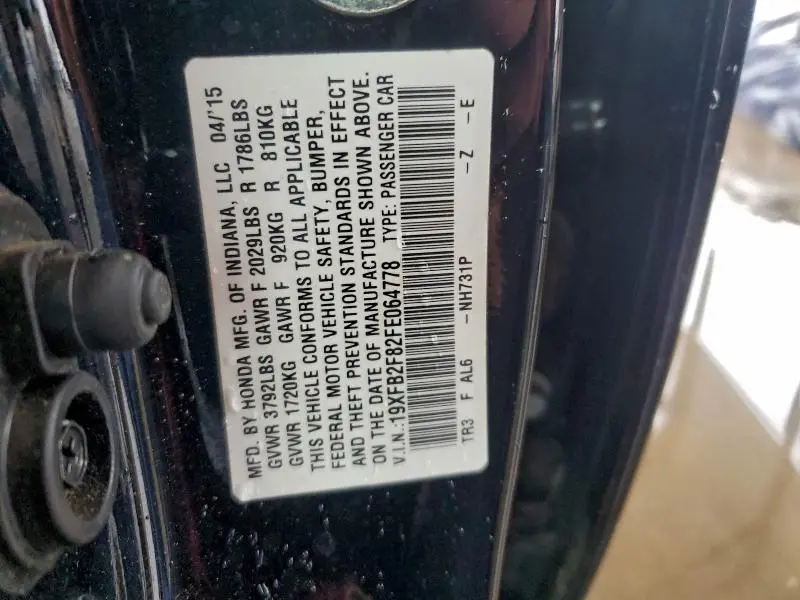 MFD. BY HONDA MFG. OF INDIANA, LLC 04/'15
GVWR 3792LBS GAWR F 2029LBS R 1786LBS
GVWR 1720KG GAWR F 920KG R 810KG
THIS VEHICLE CONFORMS TO ALL APPLICABLE
FEDERAL MOTOR VEHICLE SAFETY, BUMPER,
AND THEFT PREVENTION STANDARDS IN EFFECT
ON THE DATE OF MANUFACTURE SHOWN ABOVE.
V.I.N.:19XFB2F82FE064778 TYPE: PASSENGER CAR
TR3 F AL6 -NH731P -Z -E